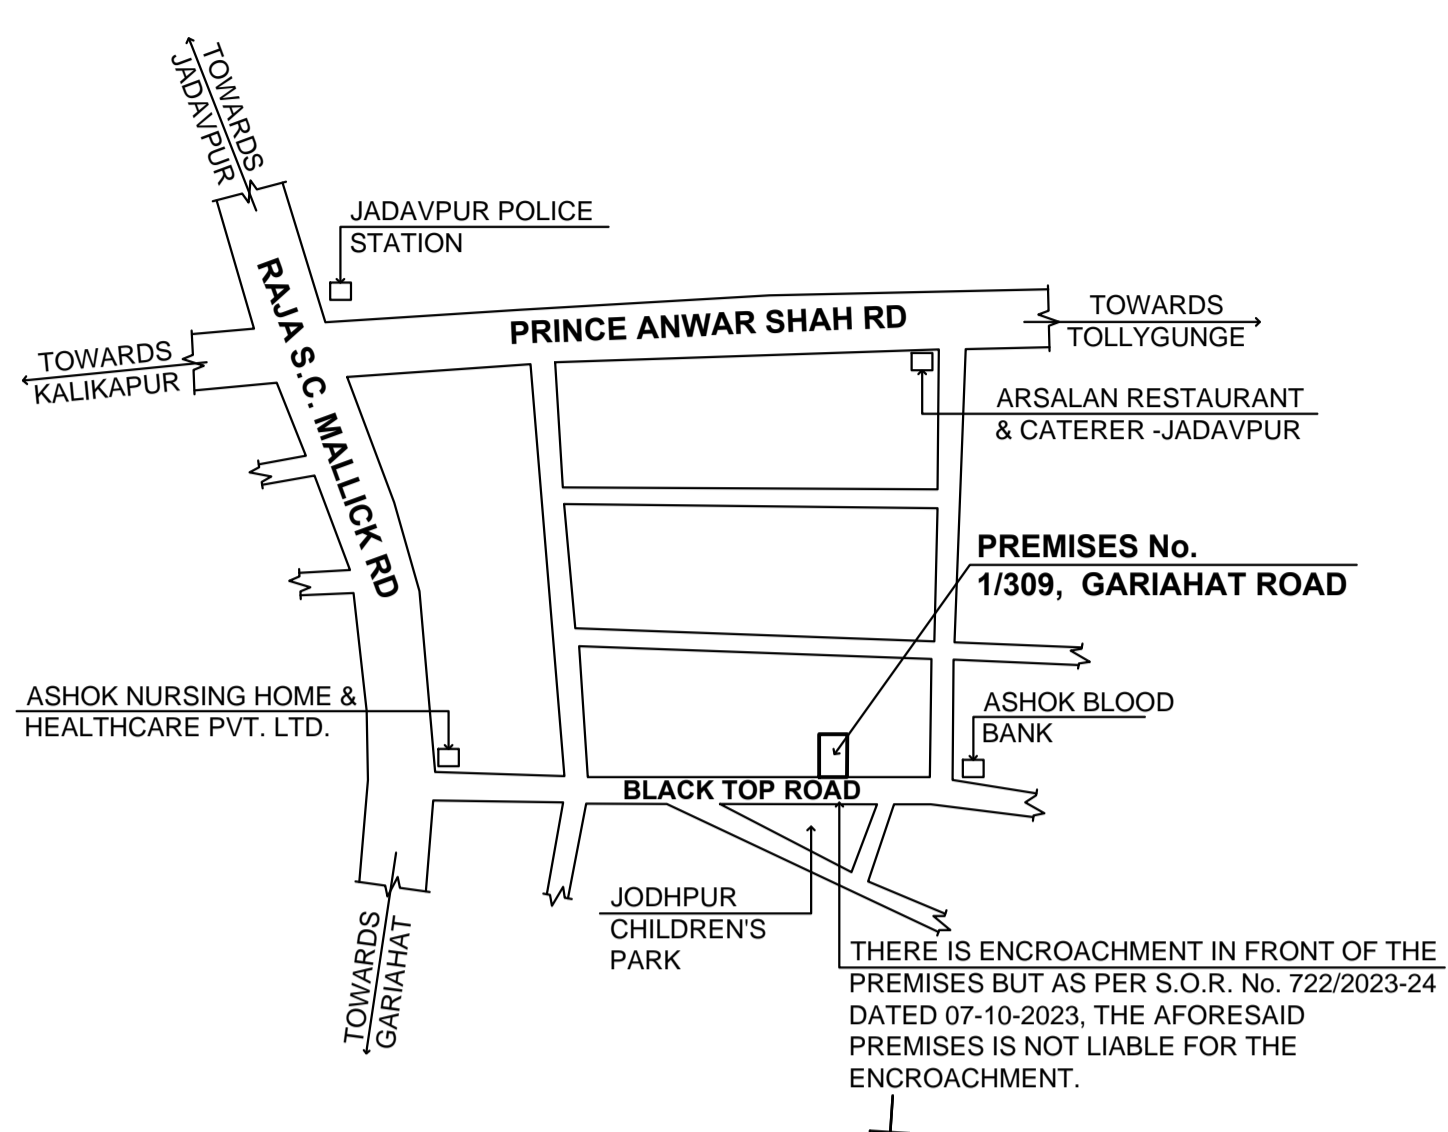 TOWARDS
JADAVPUR
JADAVPUR POLICE
STATION
RAJA S.C. MALLICK RD
PRINCE ANWAR SHAH RD
TOWARDS
TOLLYGUNGE
TOWARDS
KALIKAPUR
ARSALAN RESTAURANT
& CATERER -JADAVPUR
PREMISES No.
1/309, GARIAHAT ROAD
ASHOK NURSING HOME &
HEALTHCARE PVT. LTD.
ASHOK BLOOD
BANK
BLACK TOP ROAD
JODHPUR
CHILDREN'S
PARK
TOWARDS
GARIAHAT
THERE IS ENCROACHMENT IN FRONT OF THE
PREMISES BUT AS PER S.O.R. No. 722/2023-24
DATED 07-10-2023, THE AFORESAID
PREMISES IS NOT LIABLE FOR THE
ENCROACHMENT.